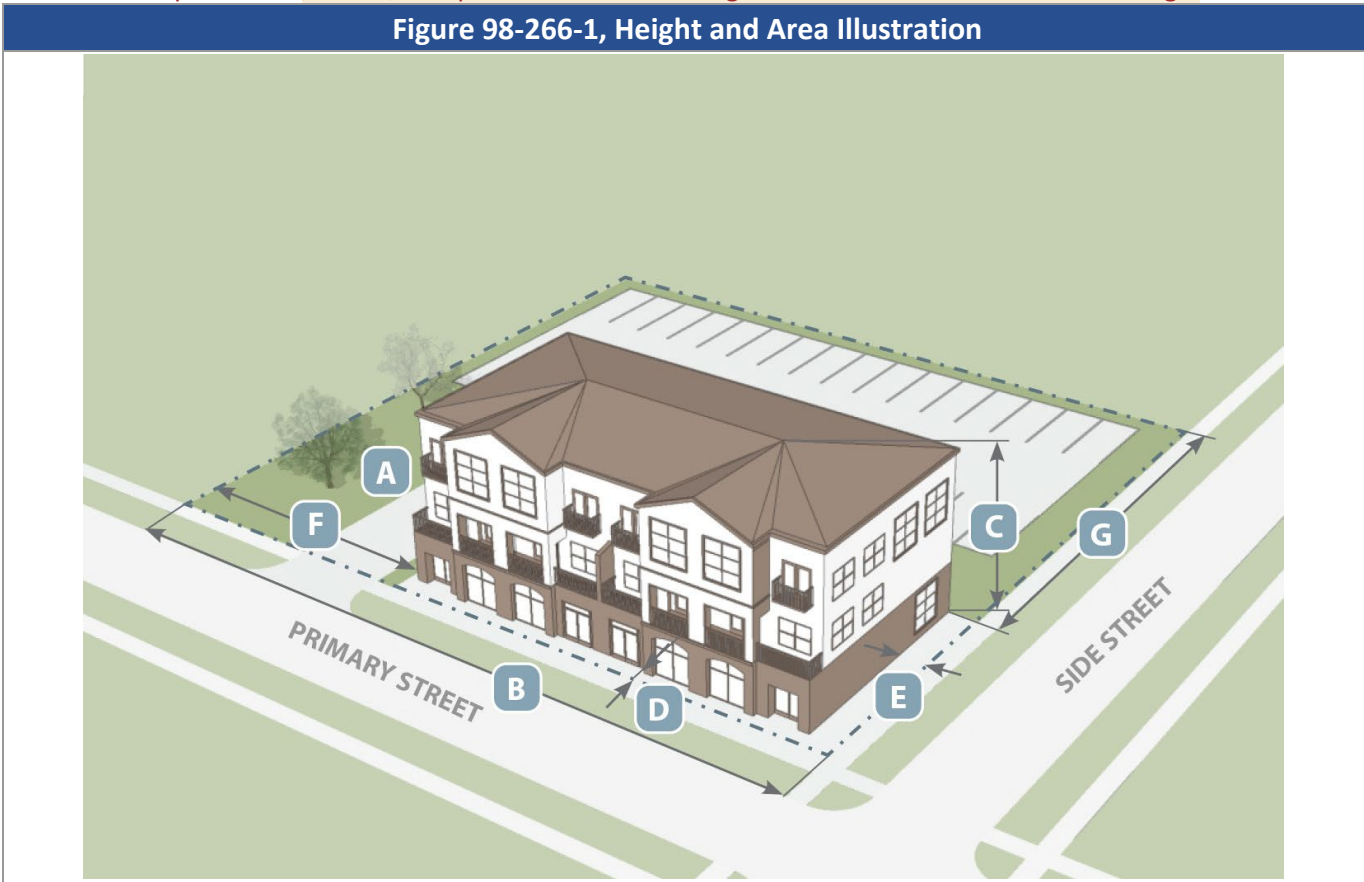 Figure 98-266-1, Height and Area Illustration
A
F
C
G
PRIMARY STREET
B
D
E
SIDE STREET